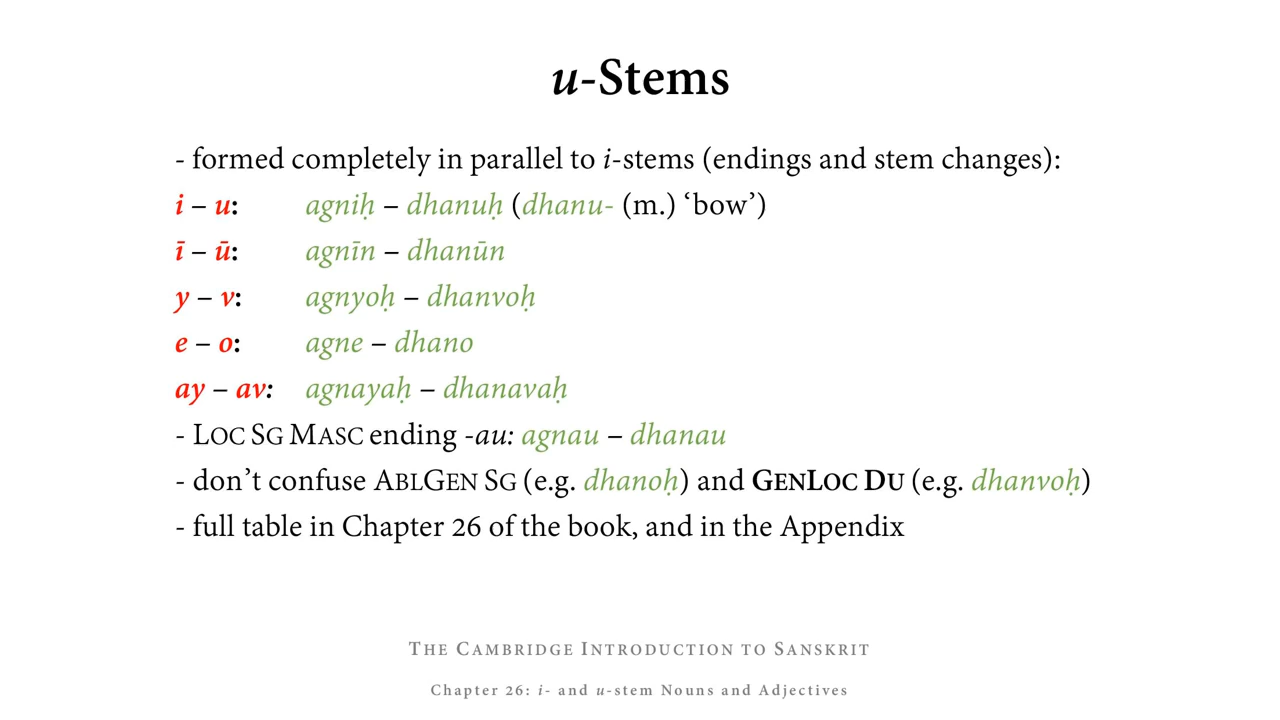 u-Stems
- formed completely in parallel to i-stems (endings and stem changes):
i – u: agniḥ – dhanuḥ (dhanu- (m.) ‘bow’)
ī – ū: agnīn – dhanūn
y – v: agnyoḥ – dhanvoḥ
e – o: agne – dhano
ay – av: agnayaḥ – dhanavaḥ
- LOC SG MASC ending -au: agnau – dhanau
- don’t confuse ABLGEN SG (e.g. dhanoḥ) and GENLOC DU (e.g. dhanvoḥ)
- full table in Chapter 26 of the book, and in the Appendix
THE CAMBRIDGE INTRODUCTION TO SANSKRIT
Chapter 26: i- and u-stem Nouns and Adjectives